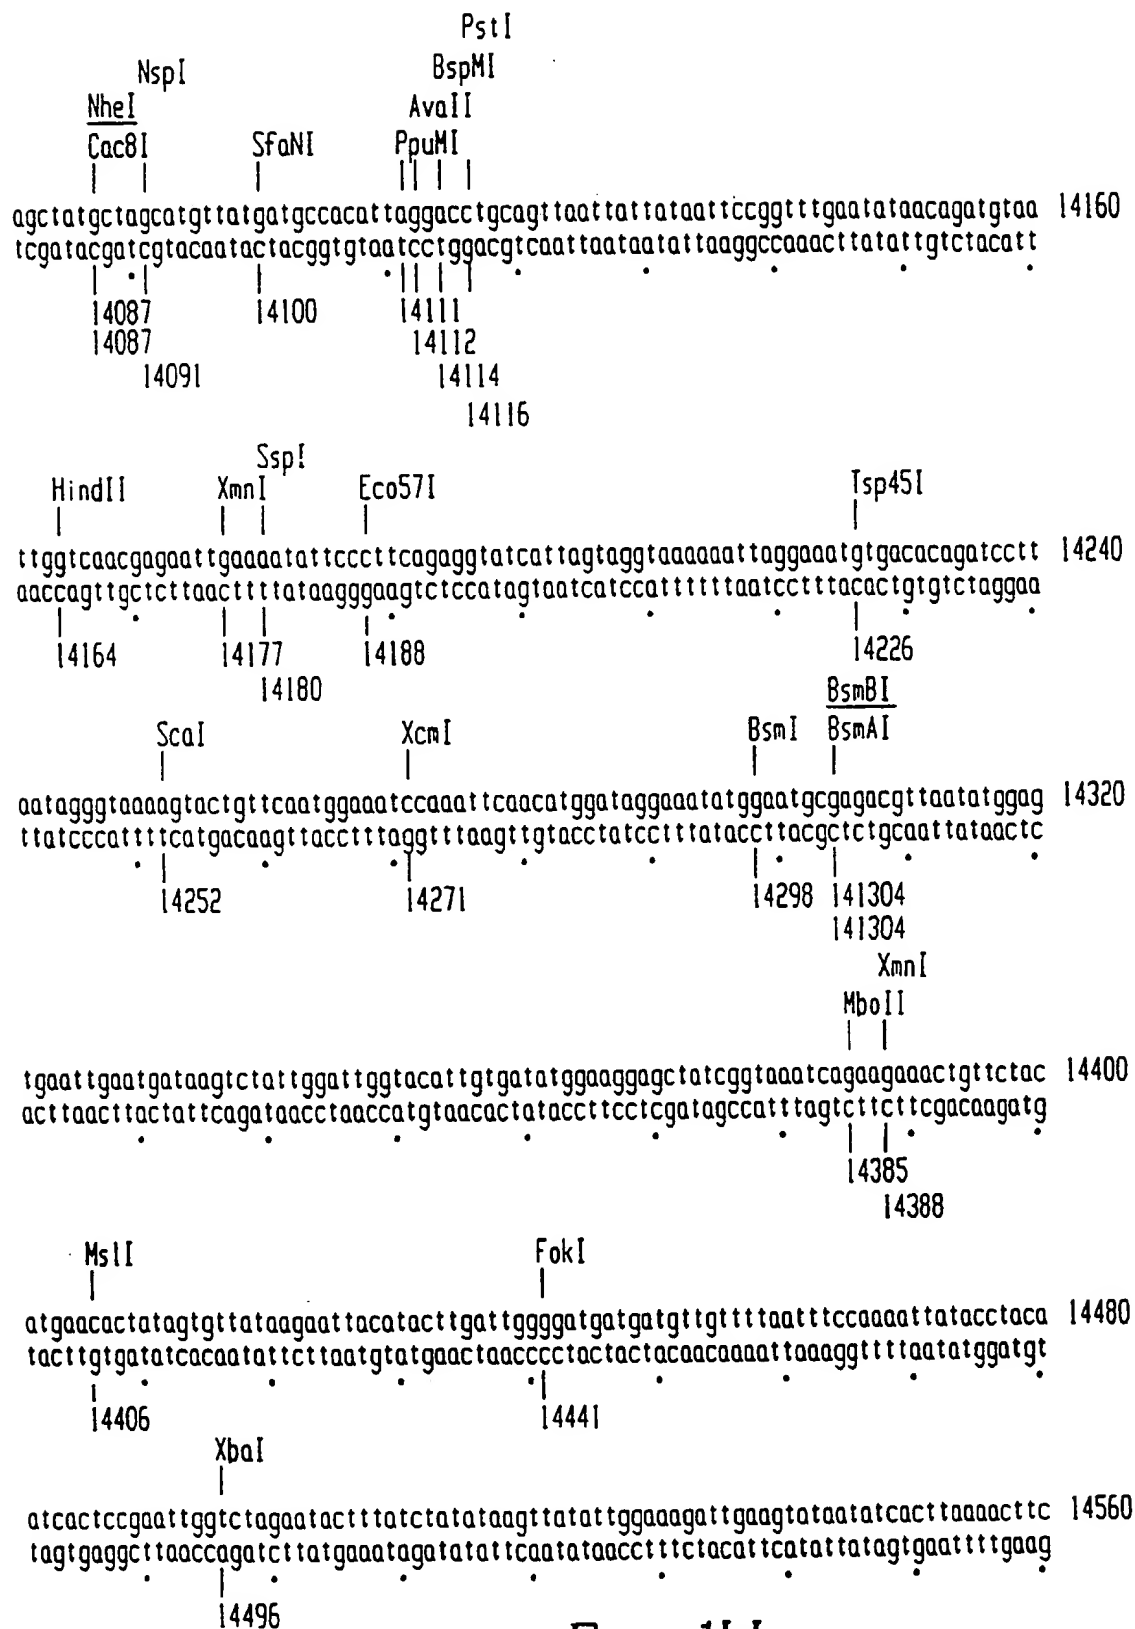 PstI
NspI BspMI
NheI AvaII
Cac8I SfaNI PpuMI
agctatgctagcatgttatgatgccacattaggacctgcagttaattattataattccggtttgaatataacagatgtaa 14160
tcgatacgatcgtacaatactacggtgtaatcctggacgtcaattaataatattaaggccaaacttatattgtctacatt
14087 14100 14111
14087 14112
14091 14114
14116
SspI
HindII XmnI Eco57I Tsp45I
ttggtcaacgagaattgaaaatattcccttcagaggtatcattagtaggtaaaaaattaggaaatgtgacacagatcctt 14240
aaccagttgctcttaacttttataagggaagtctccatagtaatcatccattttttaatcctttacactgtgtctaggaa
14164 14177 14188 14226
14180
BsmBI
ScaI XcmI BsmI BsmAI
aatagggtaaaagtactgttcaatggaaatccaaattcaacatggataggaaatatggaatgcgagacgttaatatggag 14320
ttatcccattttcatgacaagttacctttaggtttaagttgtacctatcctttataccttacgctctgcaattataactc
14252 14271 14298 141304
141304
XmnI
MboII
tgaattgaatgataagtctattggattggtacattgtgatatggaaggagctatcggtaaatcagaagaaactgttctac 14400
acttaacttactattcagataacctaaccatgtaacactataccttcctcgatagccatttagtcttcttcgacaagatg
14385
14388
MslI FokI
atgaacactatagtgttataagaattacatacttgattggggatgatgatgttgttttaatttccaaaattatacctaca 14480
tacttgtgatatcacaatattcttaatgtatgaactaacccctactactacaacaaaattaaaggttttaatatggatgt
14406 14441
XbaI
atcactccgaattggtctagaatactttatctatataagttatattggaaagattgaagtataatatcacttaaaacttc 14560
tagtgaggcttaaccagatcttatgaaatagatatattcaatataacctttctacattcatattatagtgaattttgaag
14496